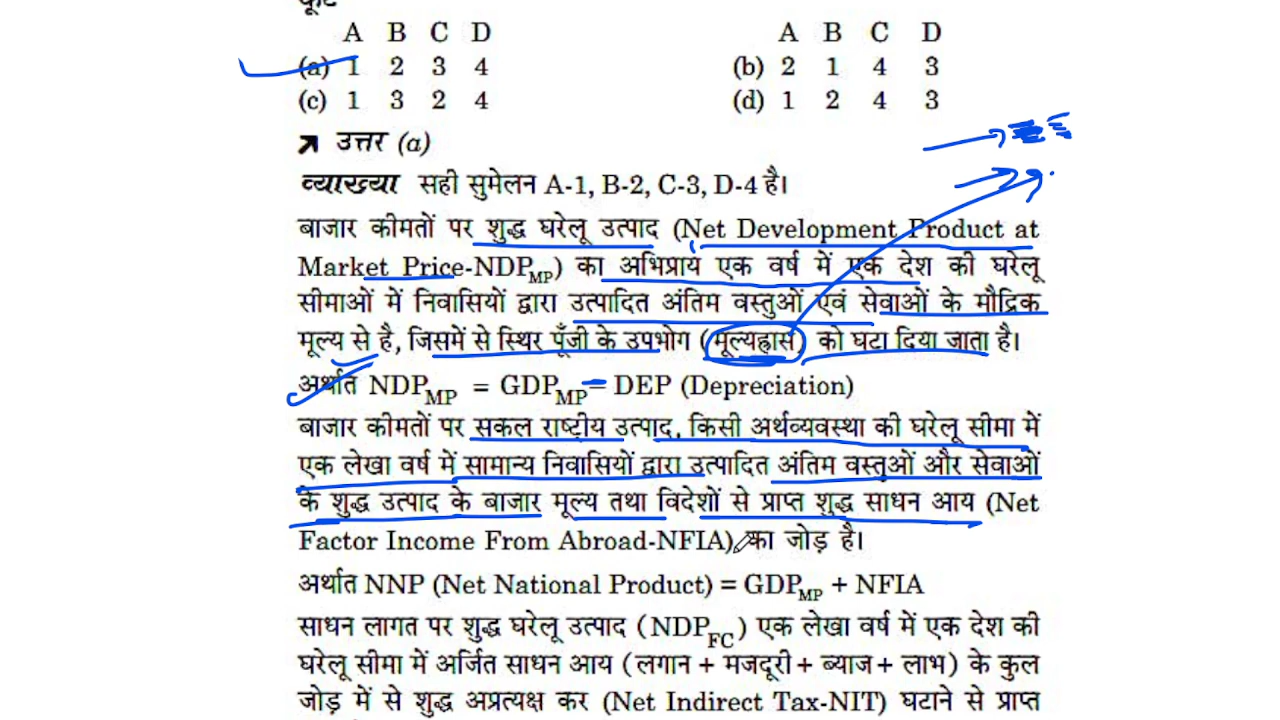 कूट
A B C D A B C D
(a) 1 2 3 4 (b) 2 1 4 3
(c) 1 3 2 4 (d) 1 2 4 3
उत्तर (a)
व्याख्या सही सुमेलन A-1, B-2, C-3, D-4 है।
बाजार कीमतों पर शुद्ध घरेलू उत्पाद (Net Development Product at
Market Price-NDPMP) का अभिप्राय एक वर्ष में एक देश की घरेलू
सीमाओं में निवासियों द्वारा उत्पादित अंतिम वस्तुओं एवं सेवाओं के मौद्रिक
मूल्य से है, जिसमें से स्थिर पूँजी के उपभोग (मूल्यह्रास) को घटा दिया जाता है।
अर्थात NDPMP = GDPMP – DEP (Depreciation)
बाजार कीमतों पर सकल राष्ट्रीय उत्पाद, किसी अर्थव्यवस्था की घरेलू सीमा में
एक लेखा वर्ष में सामान्य निवासियों द्वारा उत्पादित अंतिम वस्तुओं और सेवाओं
के शुद्ध उत्पाद के बाजार मूल्य तथा विदेशों से प्राप्त शुद्ध साधन आय (Net
Factor Income From Abroad-NFIA) का जोड़ है।
अर्थात NNP (Net National Product) = GDPMP + NFIA
साधन लागत पर शुद्ध घरेलू उत्पाद (NDPFC) एक लेखा वर्ष में एक देश की
घरेलू सीमा में अर्जित साधन आय (लगान + मजदूरी + ब्याज + लाभ) के कुल
जोड़ में से शुद्ध अप्रत्यक्ष कर (Net Indirect Tax-NIT) घटाने से प्राप्त